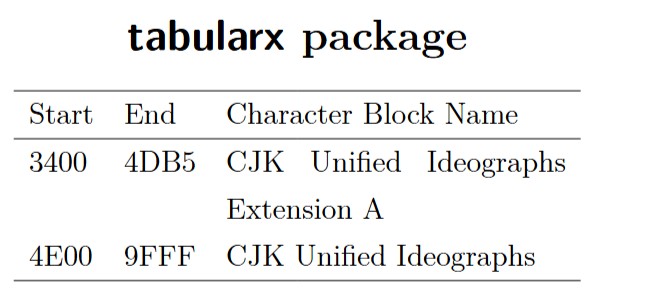 tabularx package
Start End Character Block Name
3400 4DB5 CJK Unified Ideographs
Extension A
4E00 9FFF CJK Unified Ideographs